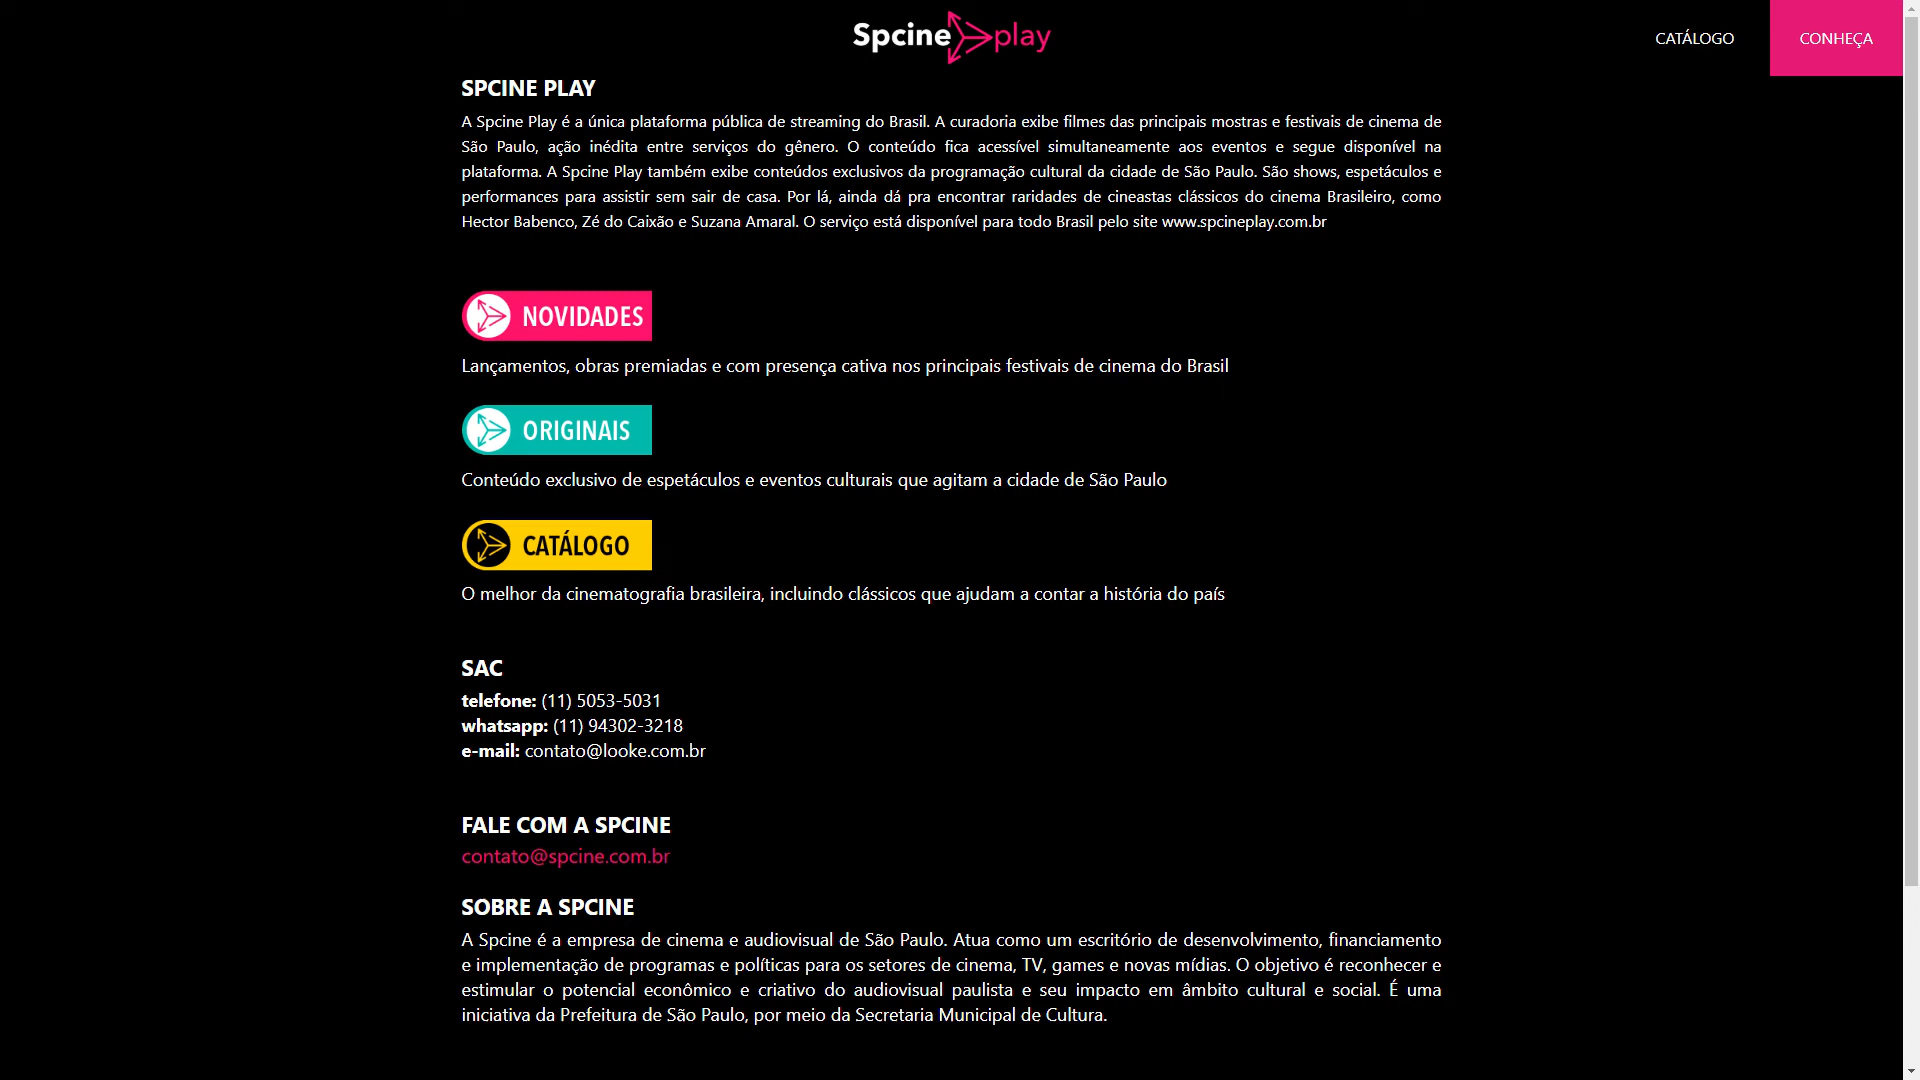 Spcine play
CATÁLOGO
CONHEÇA
SPCINE PLAY
A Spcine Play é a única plataforma pública de streaming do Brasil. A curadoria exibe filmes das principais mostras e festivais de cinema de
São Paulo, ação inédita entre serviços do gênero. O conteúdo fica acessível simultaneamente aos eventos e segue disponível na
plataforma. A Spcine Play também exibe conteúdos exclusivos da programação cultural da cidade de São Paulo. São shows, espetáculos e
performances para assistir sem sair de casa. Por lá, ainda dá pra encontrar raridades de cineastas clássicos do cinema Brasileiro, como
Hector Babenco, Zé do Caixão e Suzana Amaral. O serviço está disponível para todo Brasil pelo site www.spcineplay.com.br
NOVIDADES
Lançamentos, obras premiadas e com presença cativa nos principais festivais de cinema do Brasil
ORIGINAIS
Conteúdo exclusivo de espetáculos e eventos culturais que agitam a cidade de São Paulo
CATÁLOGO
O melhor da cinematografia brasileira, incluindo clássicos que ajudam a contar a história do país
SAC
telefone: (11) 5053-5031
whatsapp: (11) 94302-3218
e-mail: contato@looke.com.br
FALE COM A SPCINE
contato@spcine.com.br
SOBRE A SPCINE
A Spcine é a empresa de cinema e audiovisual de São Paulo. Atua como um escritório de desenvolvimento, financiamento
e implementação de programas e políticas para os setores de cinema, TV, games e novas mídias. O objetivo é reconhecer e
estimular o potencial econômico e criativo do audiovisual paulista e seu impacto em âmbito cultural e social. É uma
iniciativa da Prefeitura de São Paulo, por meio da Secretaria Municipal de Cultura.